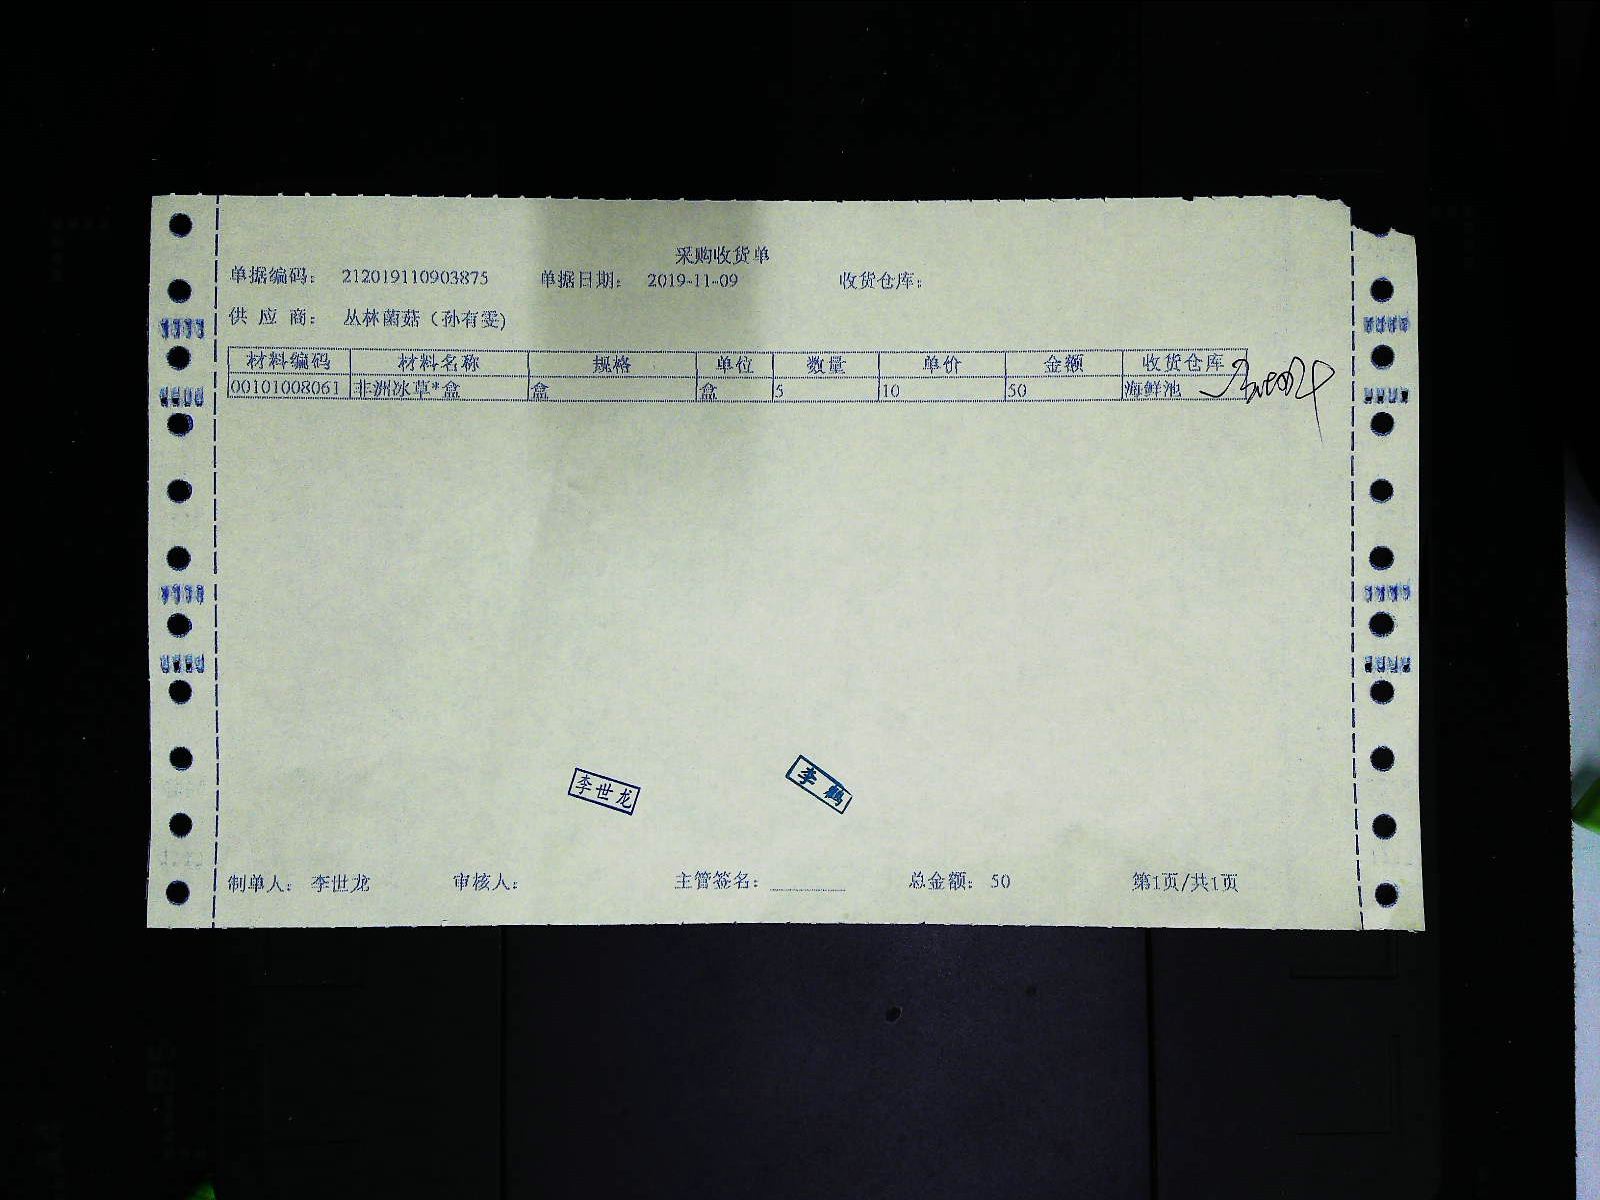 采购收货单
单据编码: 212019110903875 单据日期: 2019-11-09 收货仓库:
供 应 商: 丛林菌菇(孙有雯)
材料编码 材料名称 规格 单位 数量 单价 金额 收货仓库
00101008061 非洲冰草*盒 盒 盒 5 10 50 海鲜池
李世龙 李鹤
制单人: 李世龙 审核人: 主管签名: 总金额: 50 第1页/共1页